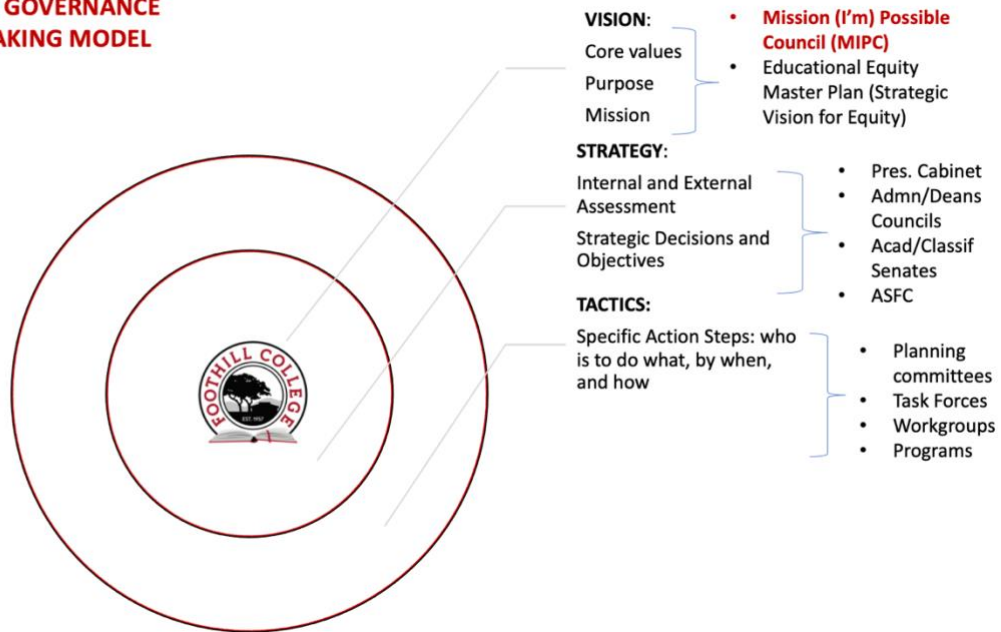 GOVERNANCE
AKING MODEL
VISION:
Core values
Purpose
Mission
• Mission (I’m) Possible
Council (MIPC)
• Educational Equity
Master Plan (Strategic
Vision for Equity)
STRATEGY:
Internal and External
Assessment
Strategic Decisions and
Objectives
• Pres. Cabinet
• Admn/Deans
Councils
• Acad/Classif
Senates
• ASFC
TACTICS:
Specific Action Steps: who
is to do what, by when,
and how
• Planning
committees
• Task Forces
• Workgroups
• Programs
FOOTHILL COLLEGE
EST. 1957